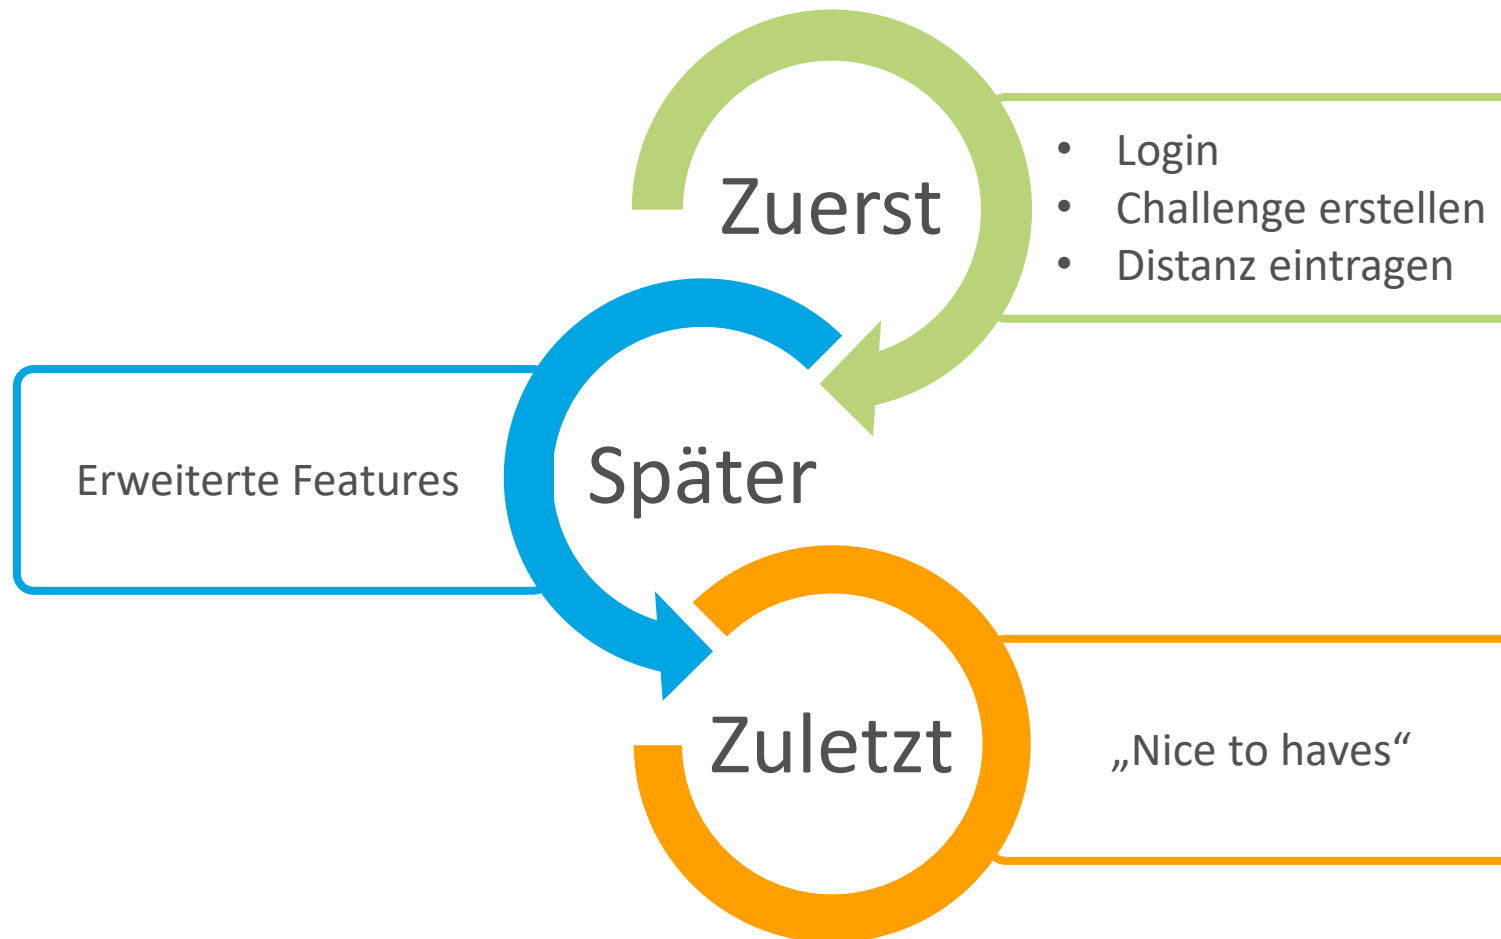 Zuerst
• Login
• Challenge erstellen
• Distanz eintragen
Später
Erweiterte Features
Zuletzt
„Nice to haves“